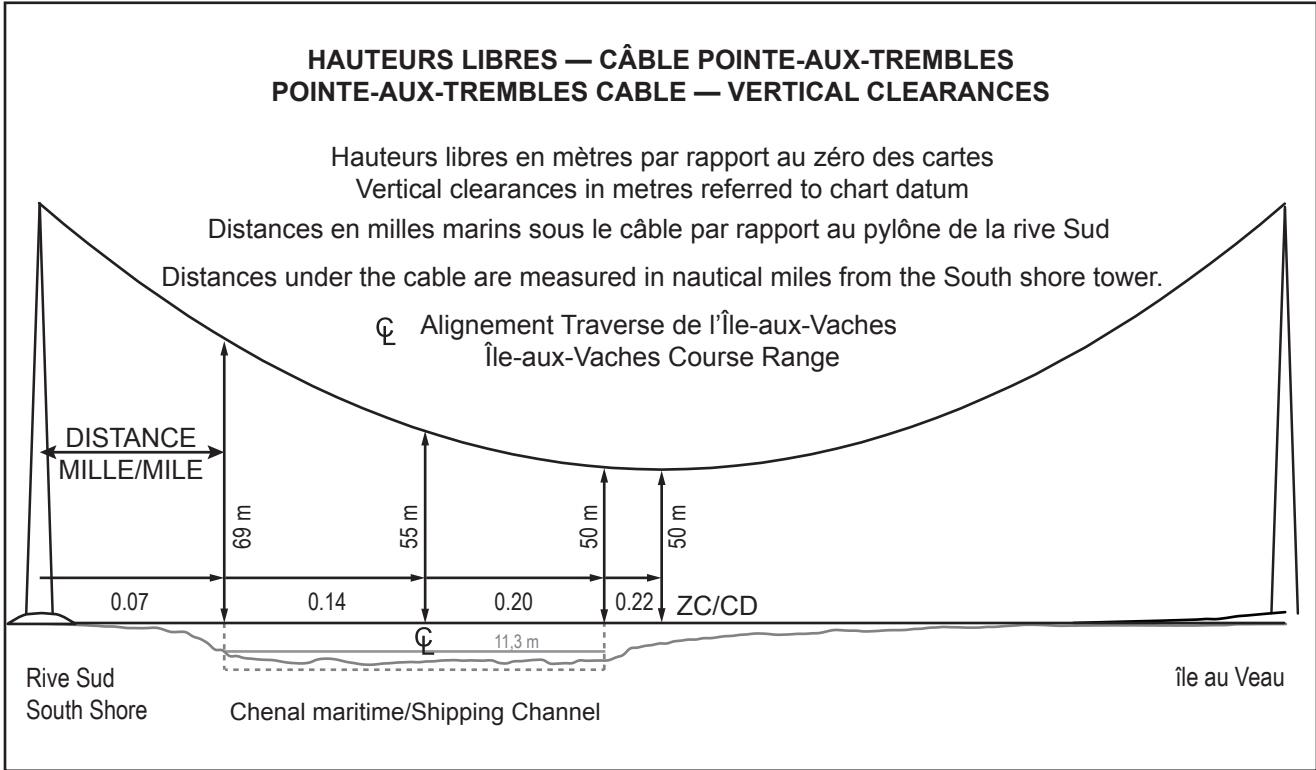 HAUTEURS LIBRES — CÂBLE POINTE-AUX-TREMBLES
POINTE-AUX-TREMBLES CABLE — VERTICAL CLEARANCES
Hauteurs libres en mètres par rapport au zéro des cartes
Vertical clearances in metres referred to chart datum
Distances en milles marins sous le câble par rapport au pylône de la rive Sud
Distances under the cable are measured in nautical miles from the South shore tower.
℄ Alignement Traverse de l’Île-aux-Vaches
Île-aux-Vaches Course Range
DISTANCE
MILLE/MILE
69 m
55 m
50 m
50 m
0.07
0.14
0.20
0.22
ZC/CD
℄
11,3 m
Rive Sud
South Shore
Chenal maritime/Shipping Channel
île au Veau